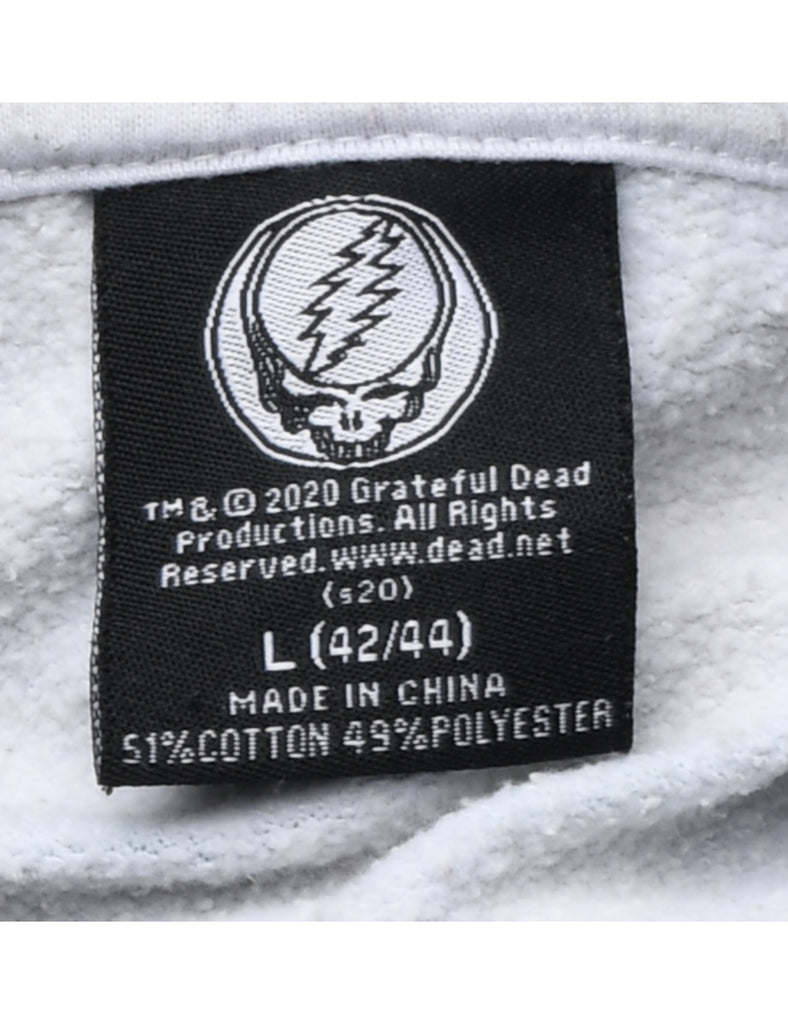 TM & © 2020 Grateful Dead
Productions. All Rights
Reserved. www.dead.net
(s20)
L (42/44)
MADE IN CHINA
51%COTTON 49%POLYESTER